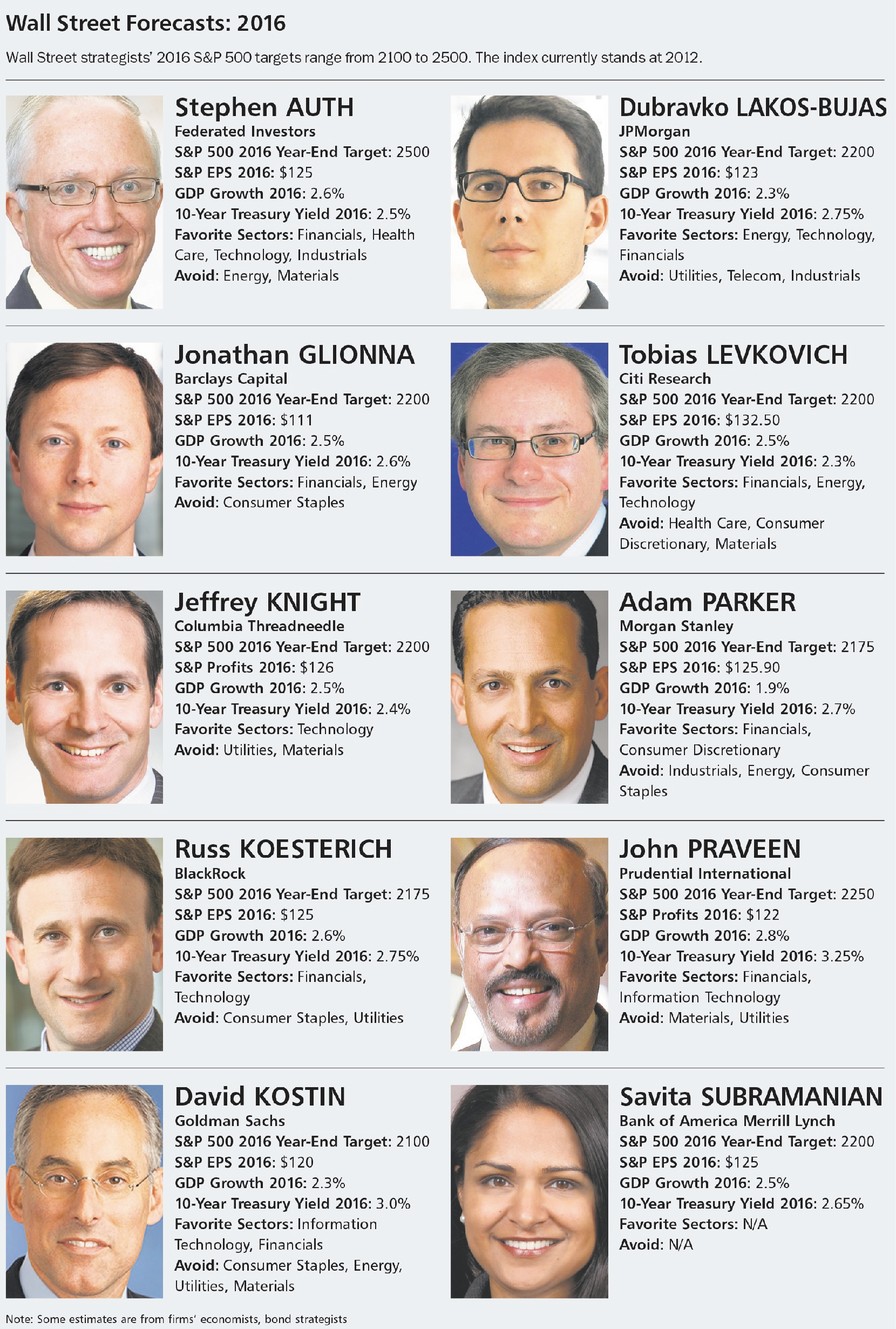 Wall Street Forecasts: 2016
Wall Street strategists’ 2016 S&P 500 targets range from 2100 to 2500. The index currently stands at 2012.
Stephen AUTH
Federated Investors
S&P 500 2016 Year-End Target: 2500
S&P EPS 2016: $125
GDP Growth 2016: 2.6%
10-Year Treasury Yield 2016: 2.5%
Favorite Sectors: Financials, Health
Care, Technology, Industrials
Avoid: Energy, Materials
Dubravko LAKOS-BUJAS
JPMorgan
S&P 500 2016 Year-End Target: 2200
S&P EPS 2016: $123
GDP Growth 2016: 2.3%
10-Year Treasury Yield 2016: 2.75%
Favorite Sectors: Energy, Technology,
Financials
Avoid: Utilities, Telecom, Industrials
Jonathan GLIONNA
Barclays Capital
S&P 500 2016 Year-End Target: 2200
S&P EPS 2016: $111
GDP Growth 2016: 2.5%
10-Year Treasury Yield 2016: 2.6%
Favorite Sectors: Financials, Energy
Avoid: Consumer Staples
Tobias LEVKOVICH
Citi Research
S&P 500 2016 Year-End Target: 2200
S&P EPS 2016: $132.50
GDP Growth 2016: 2.5%
10-Year Treasury Yield 2016: 2.3%
Favorite Sectors: Financials, Energy,
Technology
Avoid: Health Care, Consumer
Discretionary, Materials
Jeffrey KNIGHT
Columbia Threadneedle
S&P 500 2016 Year-End Target: 2200
S&P Profits 2016: $126
GDP Growth 2016: 2.5%
10-Year Treasury Yield 2016: 2.4%
Favorite Sectors: Technology
Avoid: Utilities, Materials
Adam PARKER
Morgan Stanley
S&P 500 2016 Year-End Target: 2175
S&P EPS 2016: $125.90
GDP Growth 2016: 1.9%
10-Year Treasury Yield 2016: 2.7%
Favorite Sectors: Financials,
Consumer Discretionary
Avoid: Industrials, Energy, Consumer
Staples
Russ KOESTERICH
BlackRock
S&P 500 2016 Year-End Target: 2175
S&P EPS 2016: $125
GDP Growth 2016: 2.6%
10-Year Treasury Yield 2016: 2.75%
Favorite Sectors: Financials,
Technology
Avoid: Consumer Staples, Utilities
John PRAVEEN
Prudential International
S&P 500 2016 Year-End Target: 2250
S&P Profits 2016: $122
GDP Growth 2016: 2.8%
10-Year Treasury Yield 2016: 3.25%
Favorite Sectors: Financials,
Information Technology
Avoid: Materials, Utilities
David KOSTIN
Goldman Sachs
S&P 500 2016 Year-End Target: 2100
S&P EPS 2016: $120
GDP Growth 2016: 2.3%
10-Year Treasury Yield 2016: 3.0%
Favorite Sectors: Information
Technology, Financials
Avoid: Consumer Staples, Energy,
Utilities, Materials
Savita SUBRAMANIAN
Bank of America Merrill Lynch
S&P 500 2016 Year-End Target: 2200
S&P EPS 2016: $125
GDP Growth 2016: 2.5%
10-Year Treasury Yield 2016: 2.65%
Favorite Sectors: N/A
Avoid: N/A
Note: Some estimates are from firms’ economists, bond strategists